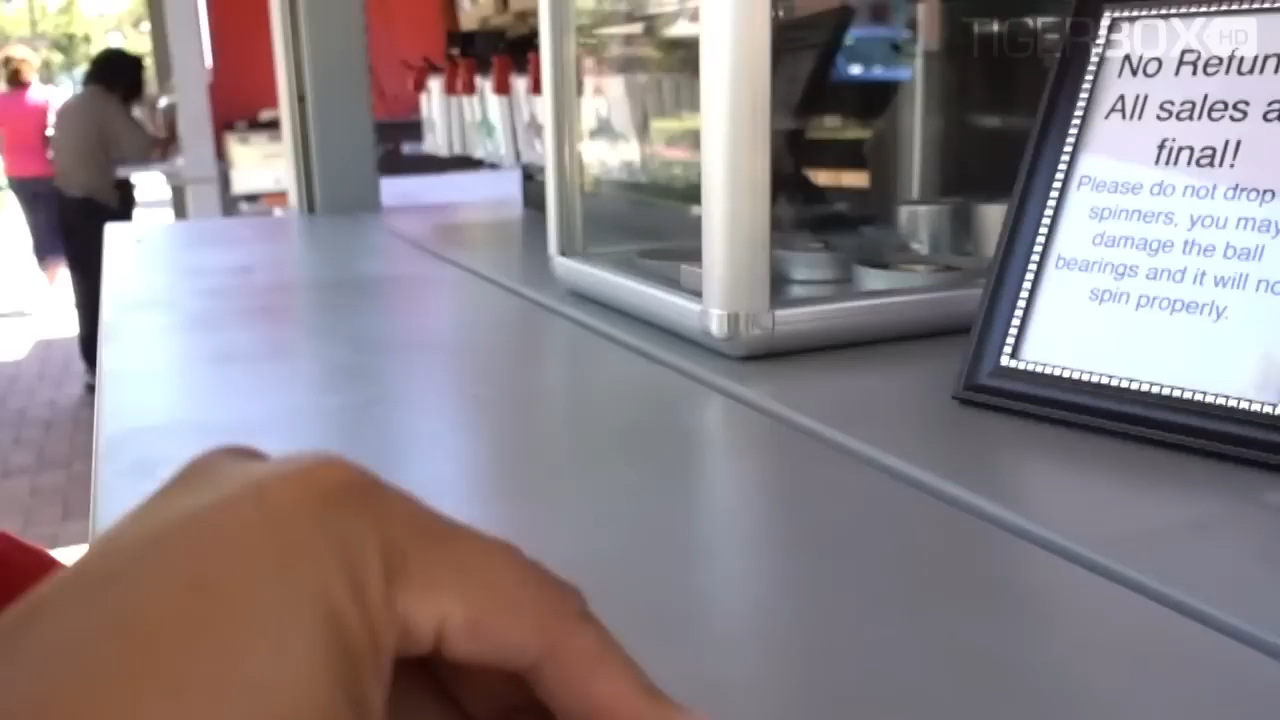 TIGERBOX HD
No Refun
All sales a
final!
Please do not drop
spinners, you may
damage the ball
bearings and it will no
spin properly.